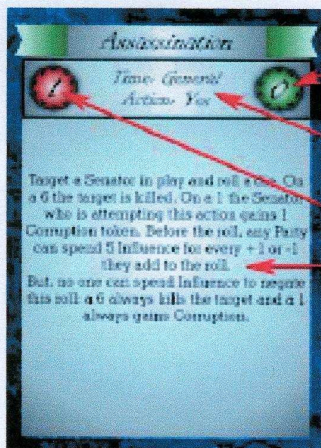 Assassination
1
Time: General
Action: Yes
0
Target a Senator in play and roll a die. On
a 6 the target is killed. On a 1 the Senator
who is attempting this action gains 1
Corruption token. Before the roll, any Party
can spend 5 Influence for every +1 or -1
they add to the roll.
But, no one can spend Influence to negate
this roll: a 6 always kills the target and a 1
always gains Corruption.